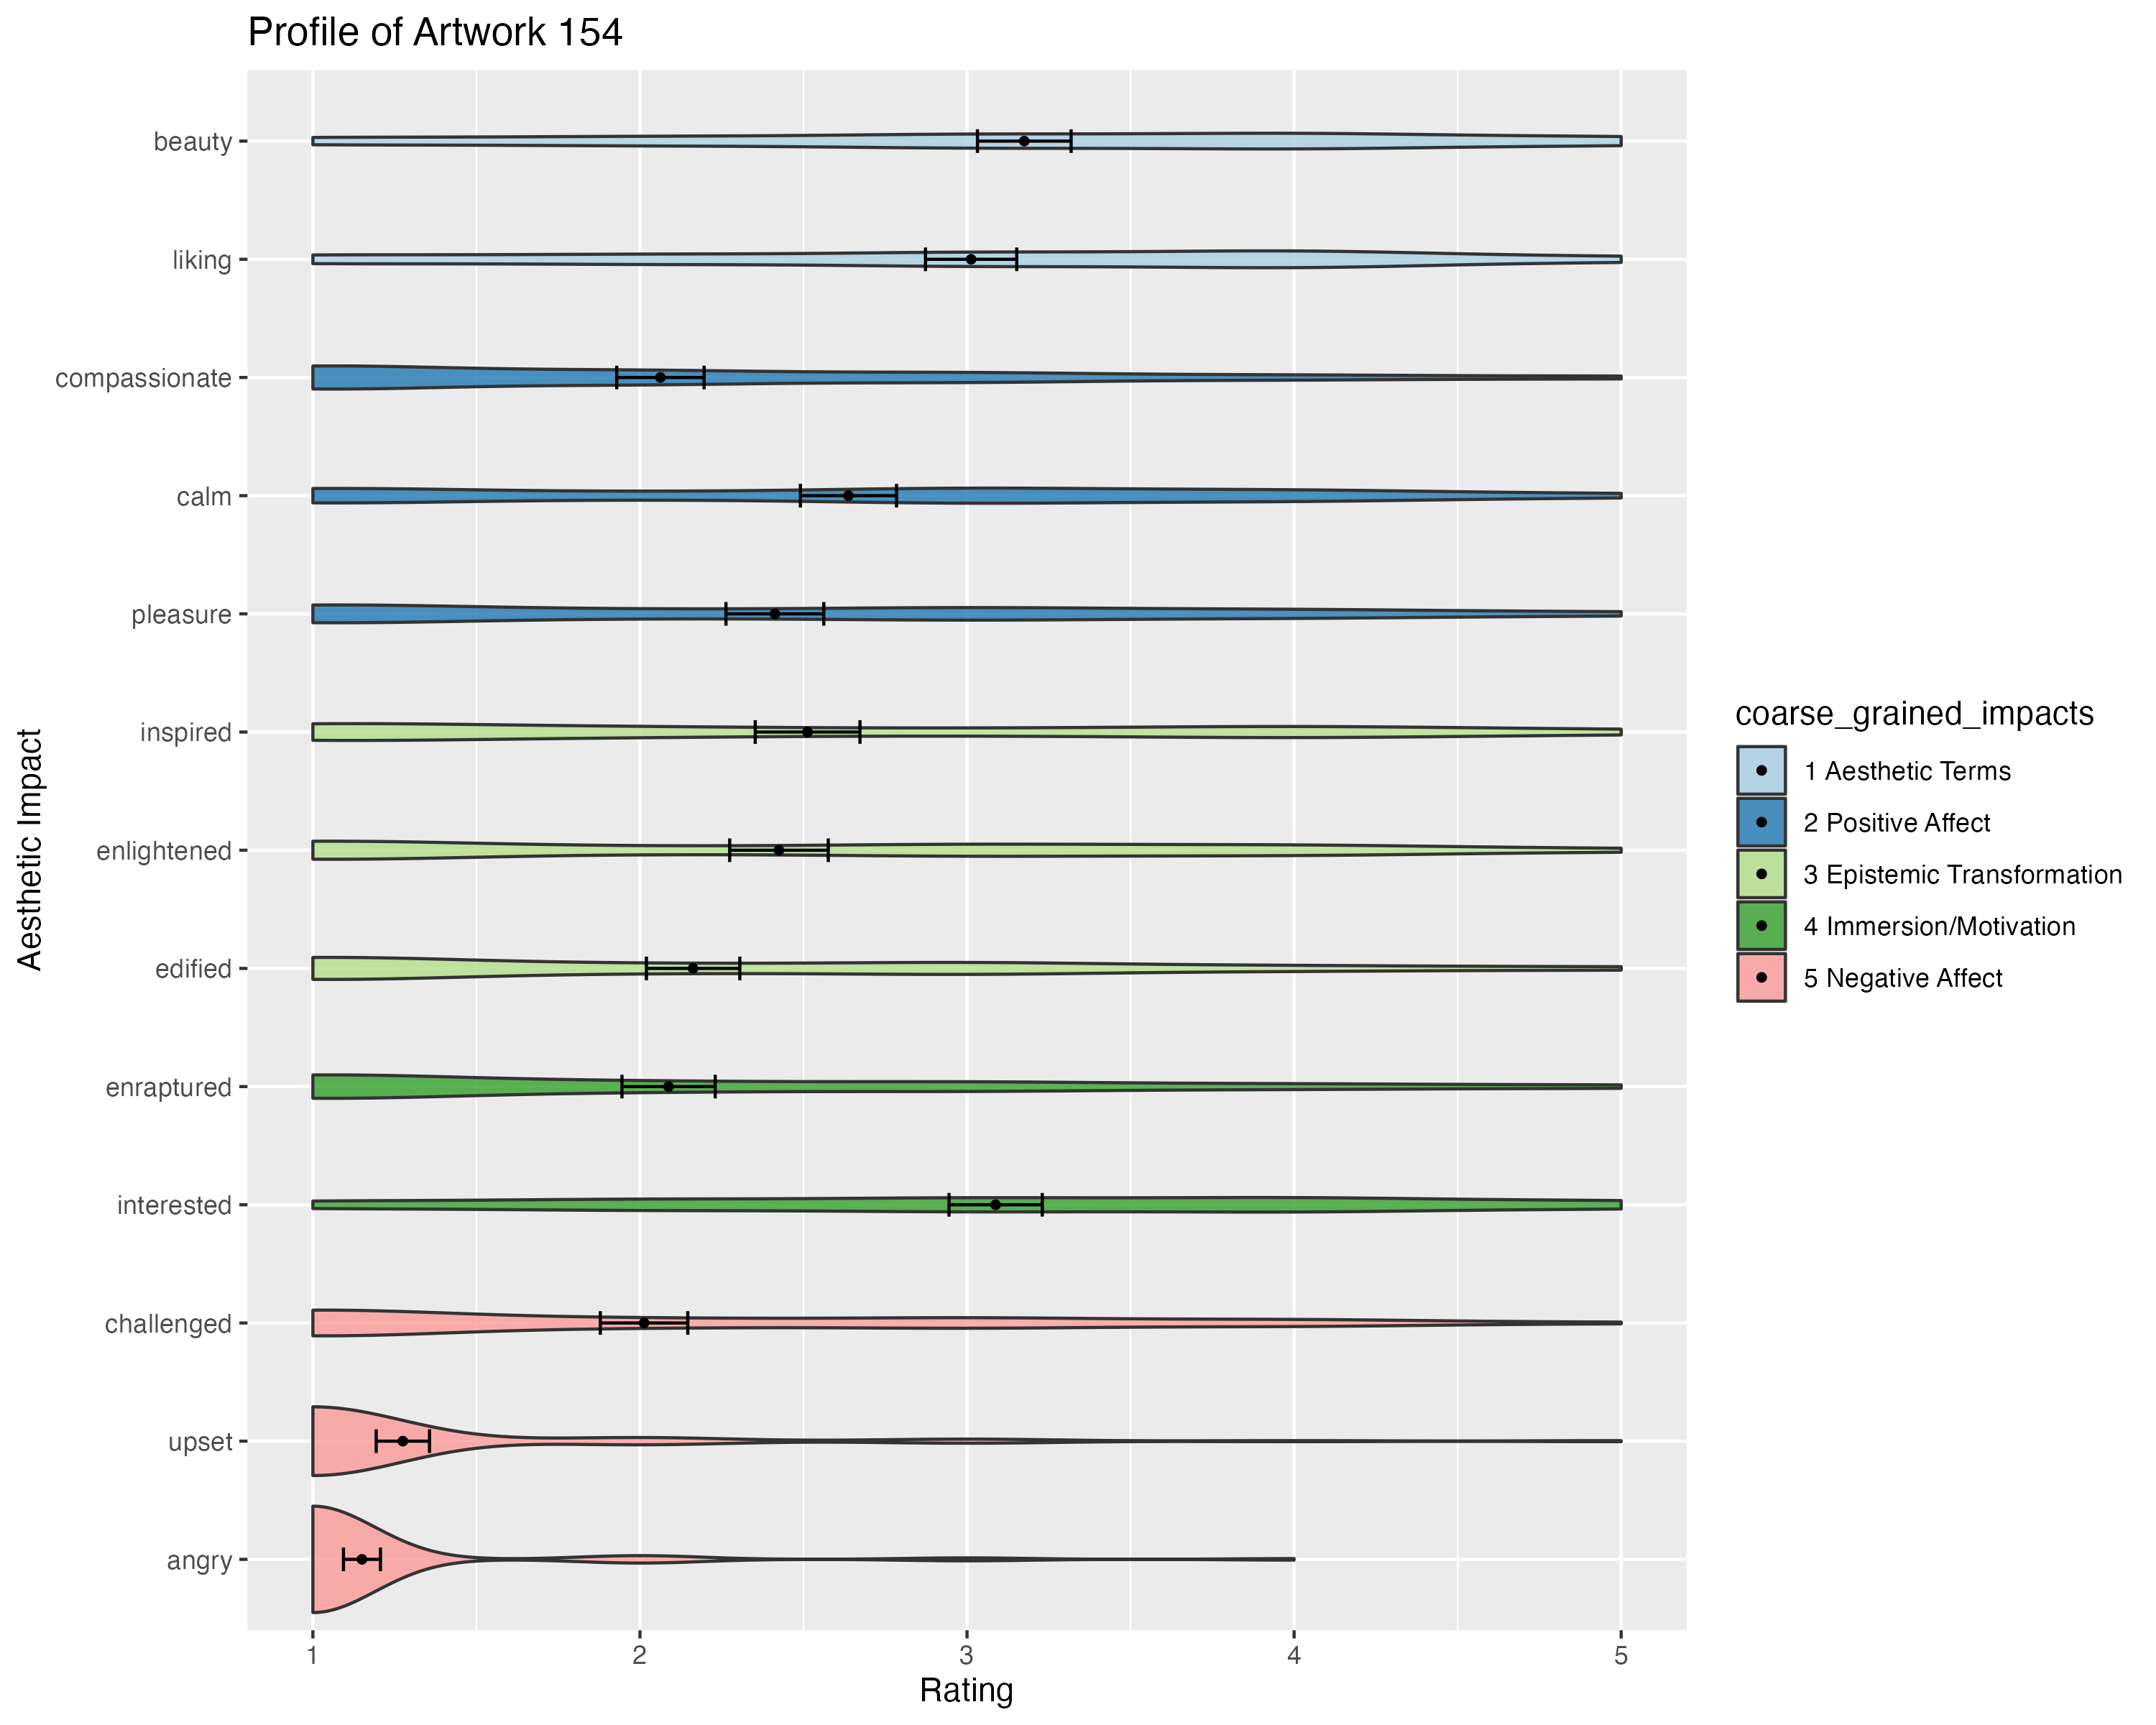 Profile of Artwork 154
beauty
liking
compassionate
calm
pleasure
inspired
enlightened
edified
enraptured
interested
challenged
upset
angry
Aesthetic Impact
1 2 3 4 5
Rating
coarse_grained_impacts
1 Aesthetic Terms
2 Positive Affect
3 Epistemic Transformation
4 Immersion/Motivation
5 Negative Affect